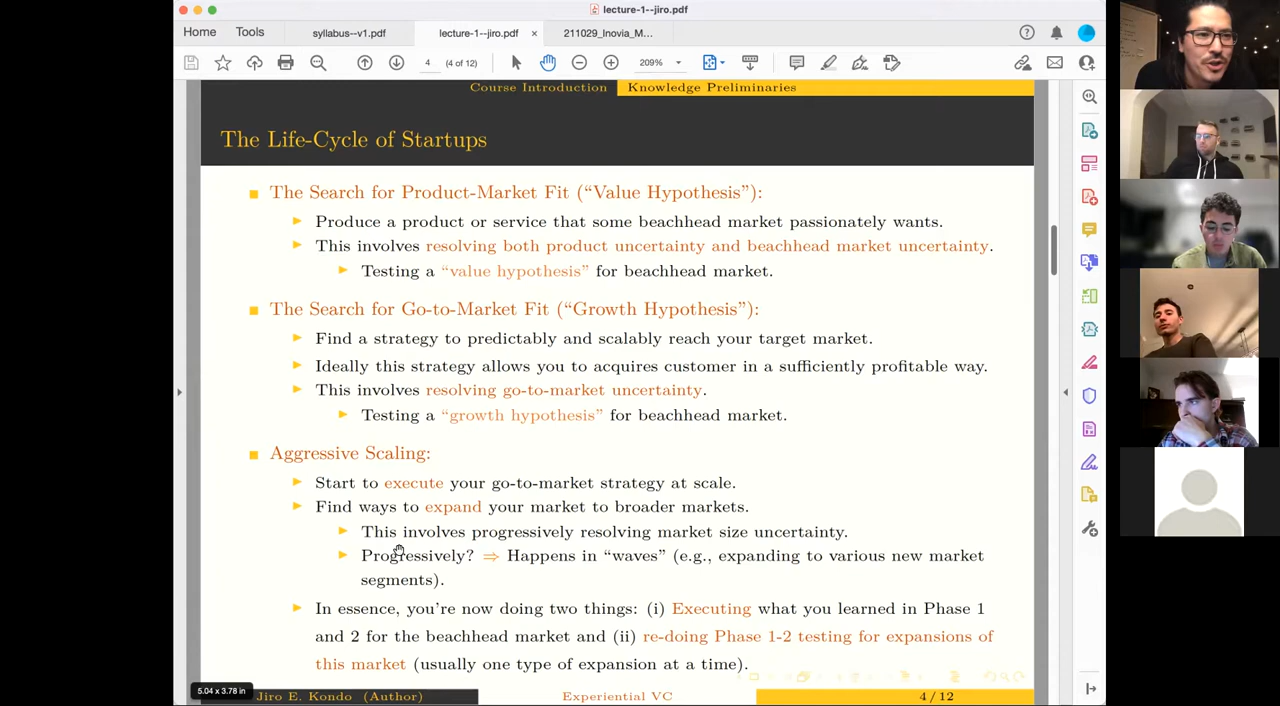 lecture-1--jiro.pdf
Home Tools syllabus--v1.pdf lecture-1--jiro.pdf × 211029_Inovia_M...
4 (4 of 12) 209%
Course Introduction Knowledge Preliminaries
The Life-Cycle of Startups
The Search for Product-Market Fit (“Value Hypothesis”):
Produce a product or service that some beachhead market passionately wants.
This involves resolving both product uncertainty and beachhead market uncertainty.
Testing a “value hypothesis” for beachhead market.
The Search for Go-to-Market Fit (“Growth Hypothesis”):
Find a strategy to predictably and scalably reach your target market.
Ideally this strategy allows you to acquires customer in a sufficiently profitable way.
This involves resolving go-to-market uncertainty.
Testing a “growth hypothesis” for beachhead market.
Aggressive Scaling:
Start to execute your go-to-market strategy at scale.
Find ways to expand your market to broader markets.
This involves progressively resolving market size uncertainty.
Progressively? ⇒ Happens in “waves” (e.g., expanding to various new market
segments).
In essence, you’re now doing two things: (i) Executing what you learned in Phase 1
and 2 for the beachhead market and (ii) re-doing Phase 1-2 testing for expansions of
this market (usually one type of expansion at a time).
5.04 x 3.78 in
Jiro E. Kondo (Author) Experiential VC 4 / 12